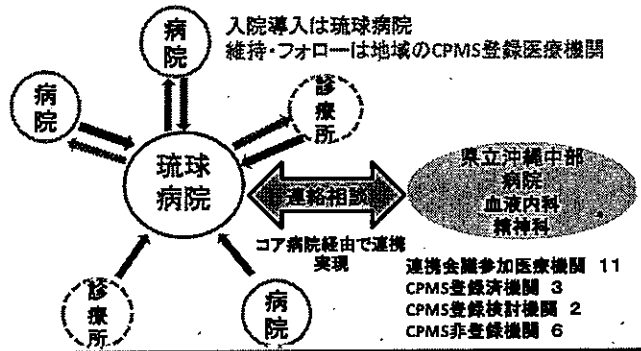 入院導入は琉球病院
維持・フォローは地域のCPMS登録医療機関
病院
病院
診療所
琉球
病院
連絡相談
県立沖縄中部
病院
血液内科
精神科
コア病院経由で連携
実現
診療所
病院
連携会議参加医療機関 11
CPMS登録済機関 3
CPMS登録検討機関 2
CPMS非登録機関 6